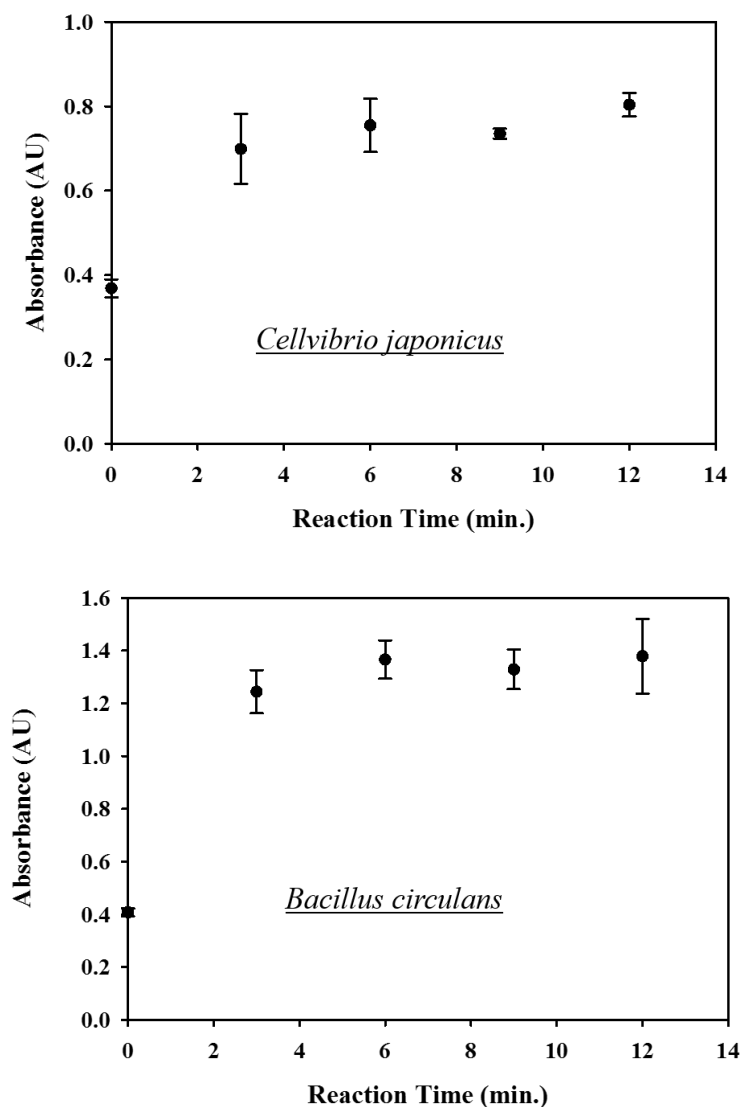 1.0
0.8
0.6
0.4
0.2
0.0
Absorbance (AU)
Cellvibrio japonicus
0 2 4 6 8 10 12 14
Reaction Time (min.)
1.6
1.4
1.2
1.0
0.8
0.6
0.4
0.2
0.0
Absorbance (AU)
Bacillus circulans
0 2 4 6 8 10 12 14
Reaction Time (min.)